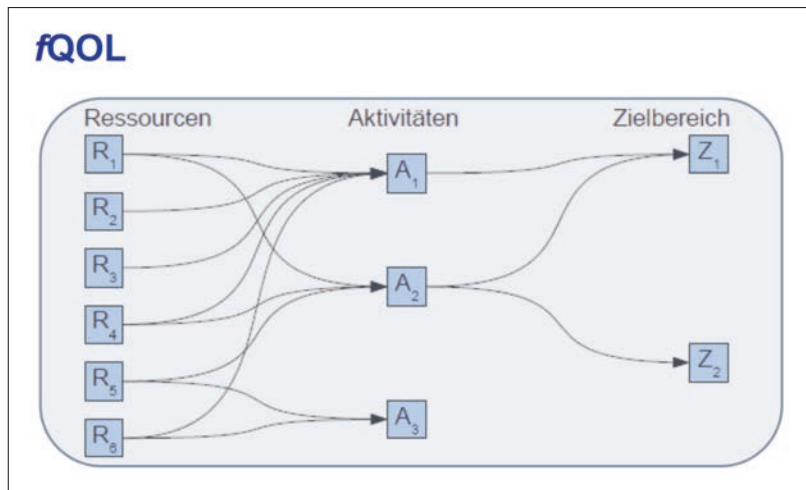 fQOL
Ressourcen Aktivitäten Zielbereich
R1
A1
Z1
R2
R3
A2
R4
Z2
R5
A3
R6